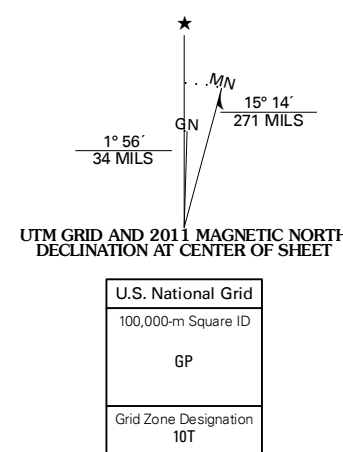 ★
MN
GN
15° 14´
271 MILS
1° 56´
34 MILS
UTM GRID AND 2011 MAGNETIC NORTH
DECLINATION AT CENTER OF SHEET
U.S. National Grid
100,000-m Square ID
GP
Grid Zone Designation
10T